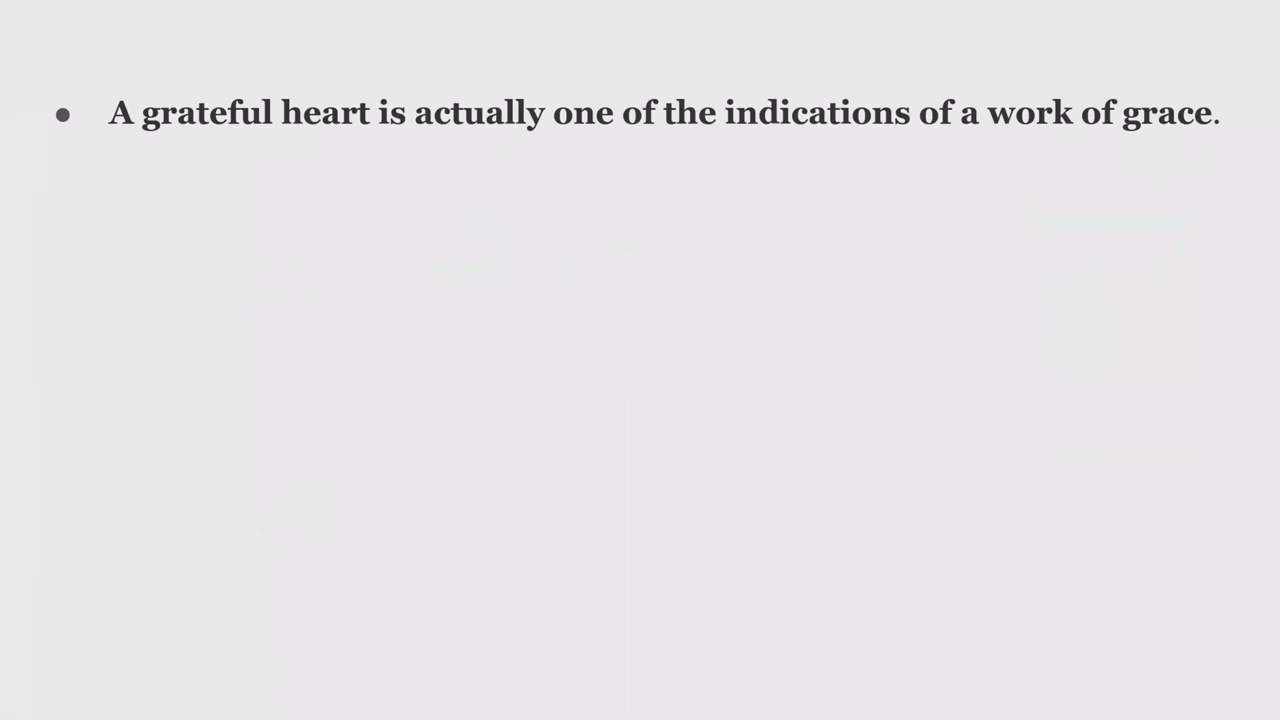 ● A grateful heart is actually one of the indications of a work of grace.